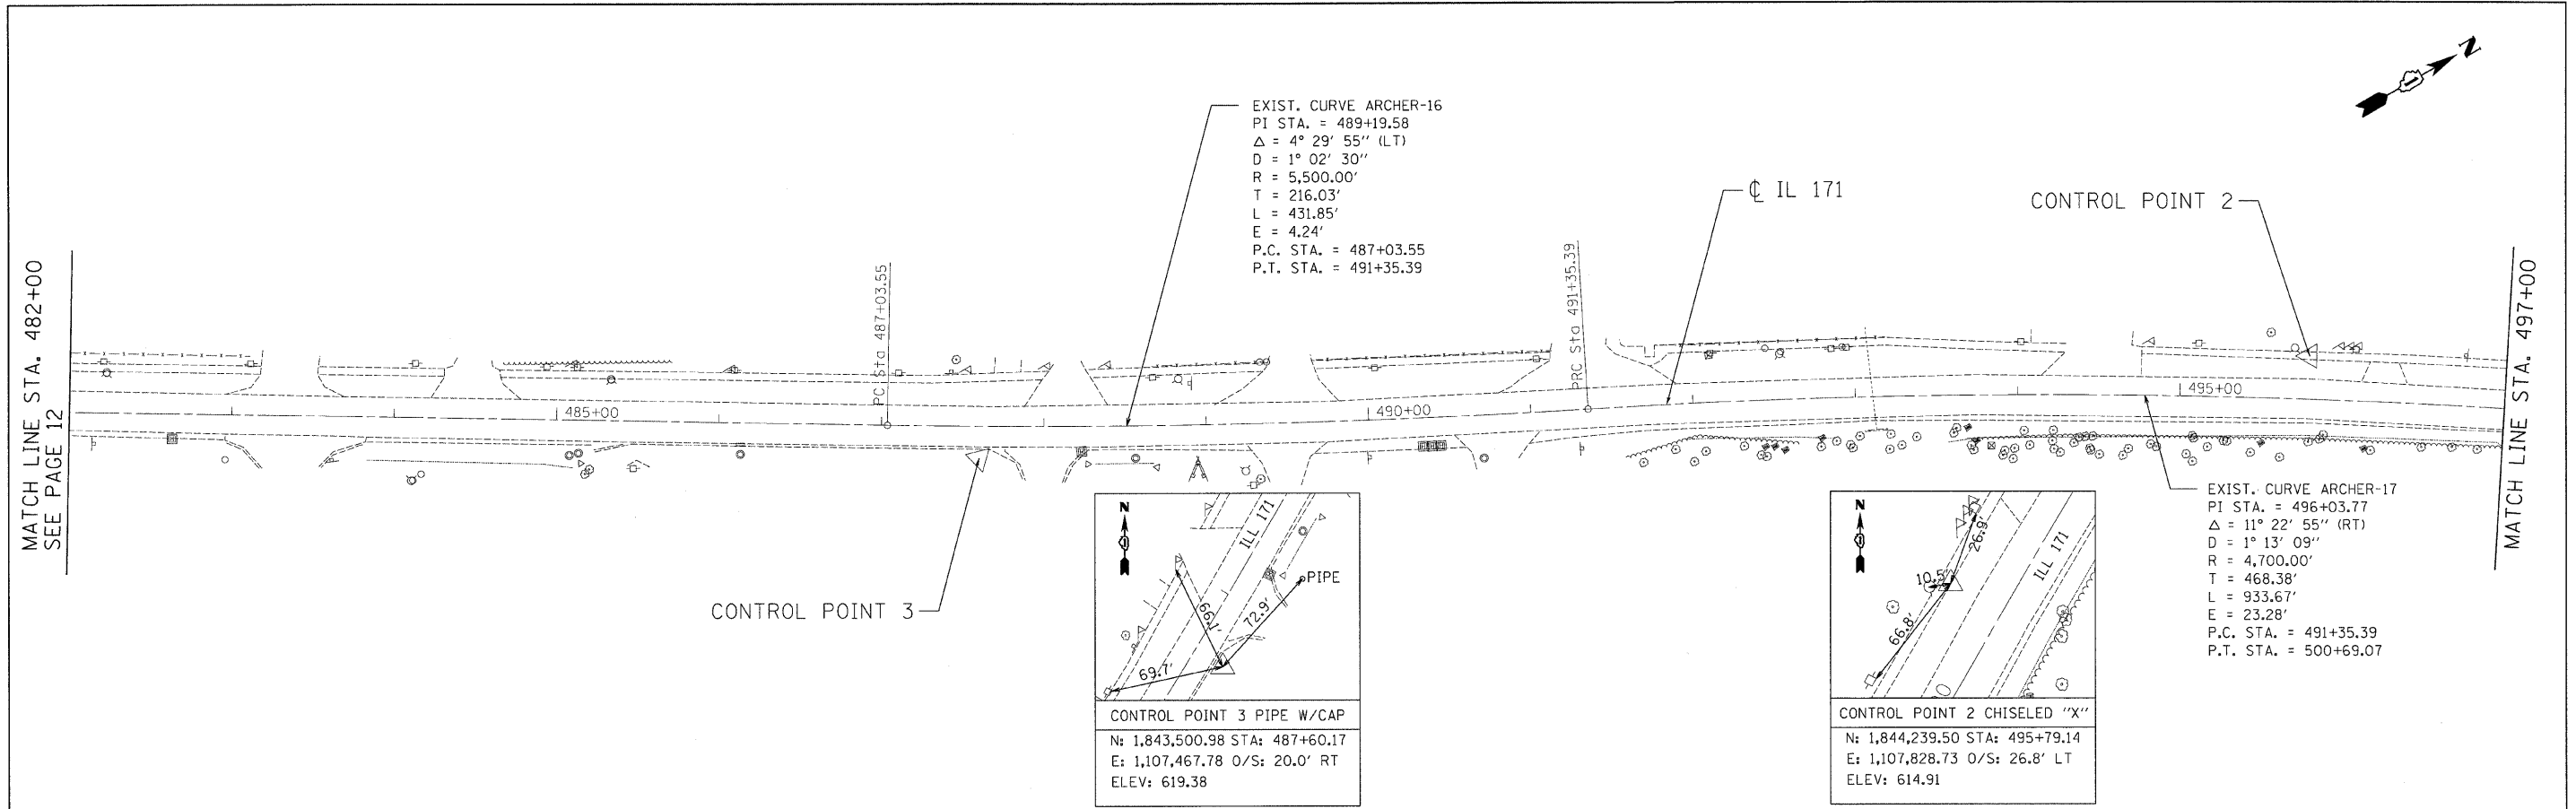 N
EXIST. CURVE ARCHER-16
PI STA. = 489+19.58
Δ = 4° 29' 55" (LT)
D = 1° 02' 30"
R = 5,500.00'
T = 216.03'
L = 431.85'
E = 4.24'
P.C. STA. = 487+03.55
P.T. STA. = 491+35.39
℄ IL 171
CONTROL POINT 2
MATCH LINE STA. 482+00
SEE PAGE 12
PC Sta 487+03.55
PRC Sta 491+35.39
MATCH LINE STA. 497+00
485+00
490+00
495+00
CONTROL POINT 3
N
ILL 171
PIPE
66.1'
72.9'
69.7'
CONTROL POINT 3 PIPE W/CAP
N: 1,843,500.98 STA: 487+60.17
E: 1,107,467.78 O/S: 20.0' RT
ELEV: 619.38
N
26.9'
10.5'
66.8'
ILL 171
CONTROL POINT 2 CHISELED "X"
N: 1,844,239.50 STA: 495+79.14
E: 1,107,828.73 O/S: 26.8' LT
ELEV: 614.91
EXIST. CURVE ARCHER-17
PI STA. = 496+03.77
Δ = 11° 22' 55" (RT)
D = 1° 13' 09"
R = 4,700.00'
T = 468.38'
L = 933.67'
E = 23.28'
P.C. STA. = 491+35.39
P.T. STA. = 500+69.07